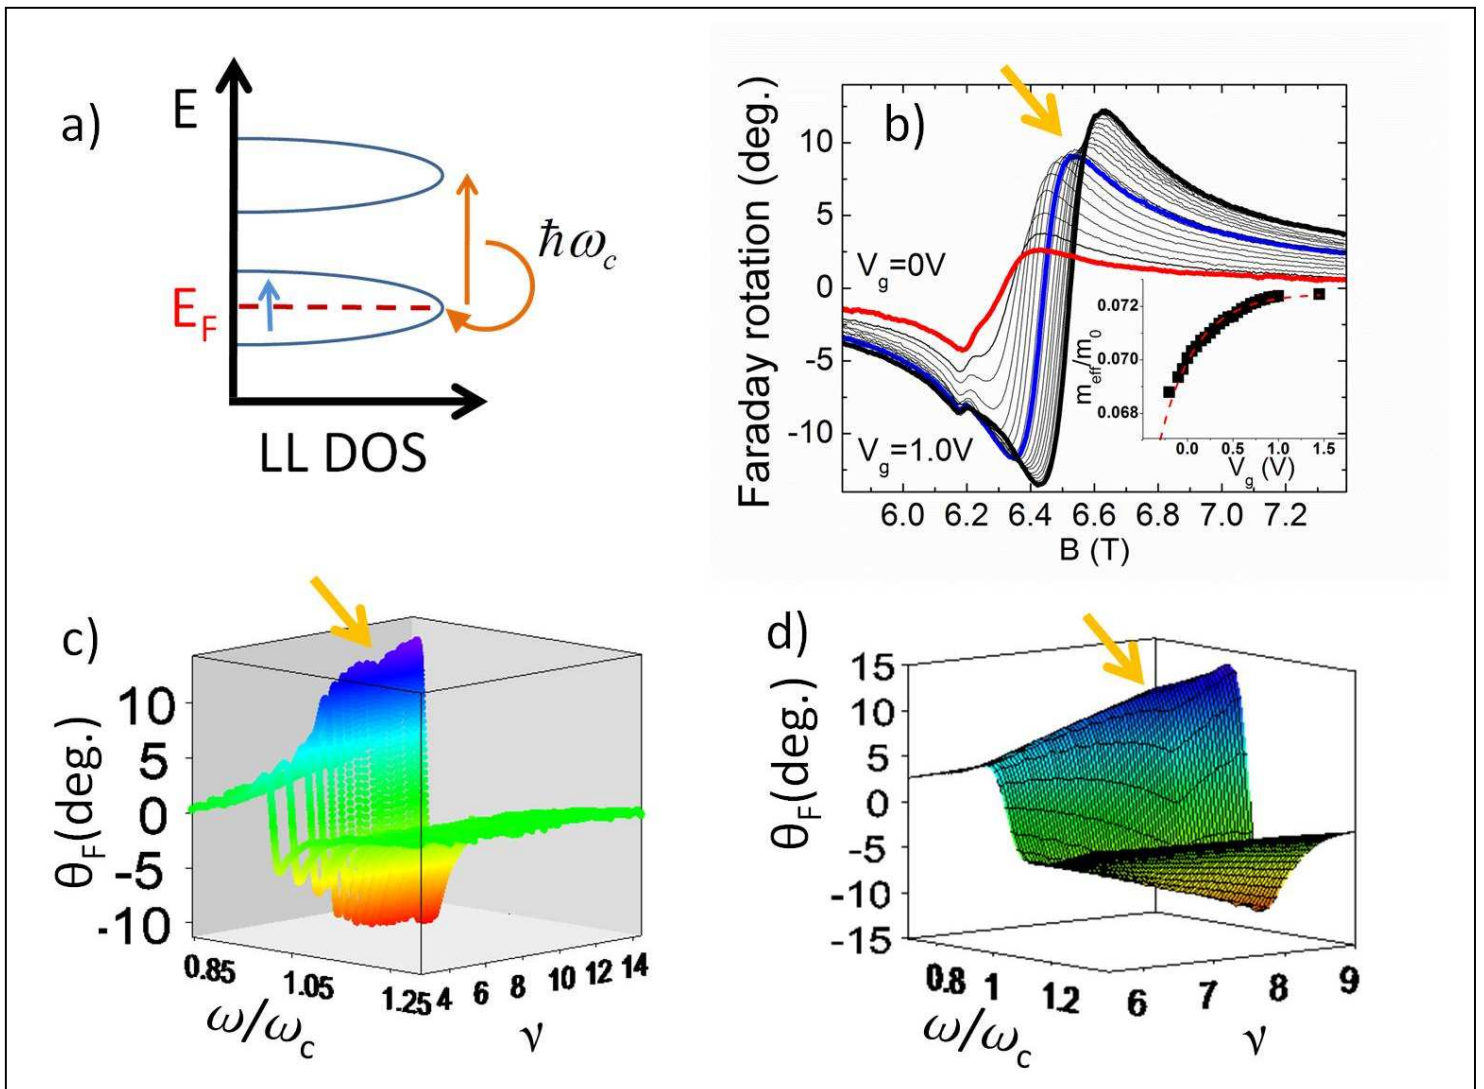 a)
E
E_F
ħω_c
LL DOS
b)
Faraday rotation (deg.)
10
5
0
-5
-10
V_g=0V
V_g=1.0V
6.0 6.2 6.4 6.6 6.8 7.0 7.2
B (T)
m_eff/m_0
0.072
0.070
0.068
0.0 0.5 1.0 1.5
V_g (V)
c)
θ_F(deg.)
10
5
0
-5
-10
0.85 1.05 1.25 4 6 8 10 12 14
ω/ω_c
ν
d)
θ_F(deg.)
15
10
5
0
-5
-10
-15
0.8 1 1.2 6 7 8 9
ω/ω_c
ν